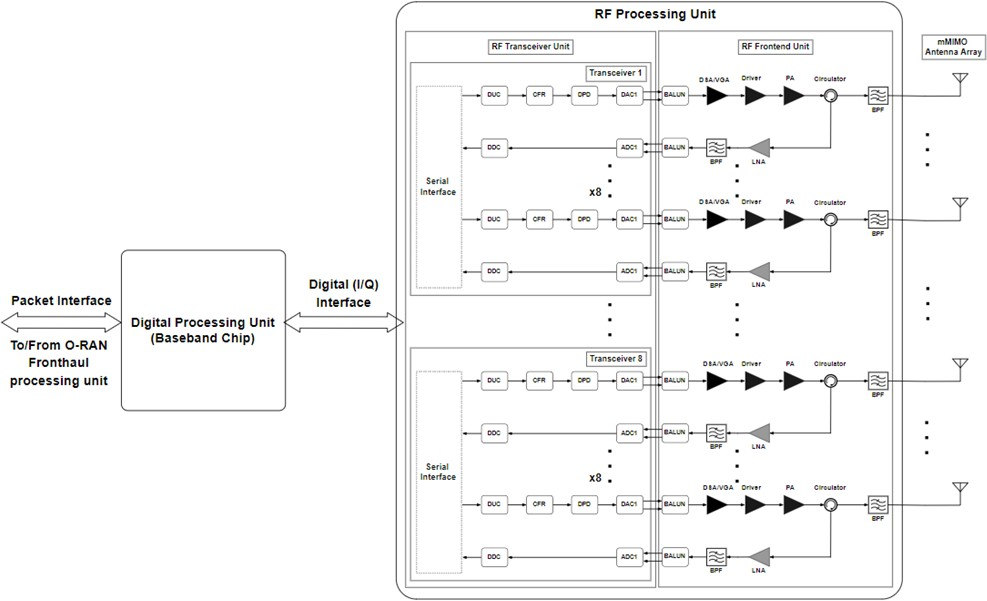 RF Processing Unit
RF Transceiver Unit
RF Frontend Unit
mMIMO
Antenna Array
Transceiver 1
DSA/VGA Driver PA Circulator
DUC CFR DPD DAC1 BALUN
BPF
DDC ADC1 BALUN
BPF LNA
Serial
Interface
x8
DSA/VGA Driver PA Circulator
DUC CFR DPD DAC1 BALUN
BPF
DDC ADC1 BALUN
BPF LNA
Packet Interface
To/From O-RAN
Fronthaul
processing unit
Digital Processing Unit
(Baseband Chip)
Digital (I/Q)
Interface
Transceiver 8
DSA/VGA Driver PA Circulator
DUC CFR DPD DAC1 BALUN
BPF
DDC ADC1 BALUN
BPF LNA
Serial
Interface
x8
DSA/VGA Driver PA Circulator
DUC CFR DPD DAC1 BALUN
BPF
DDC ADC1 BALUN
BPF LNA